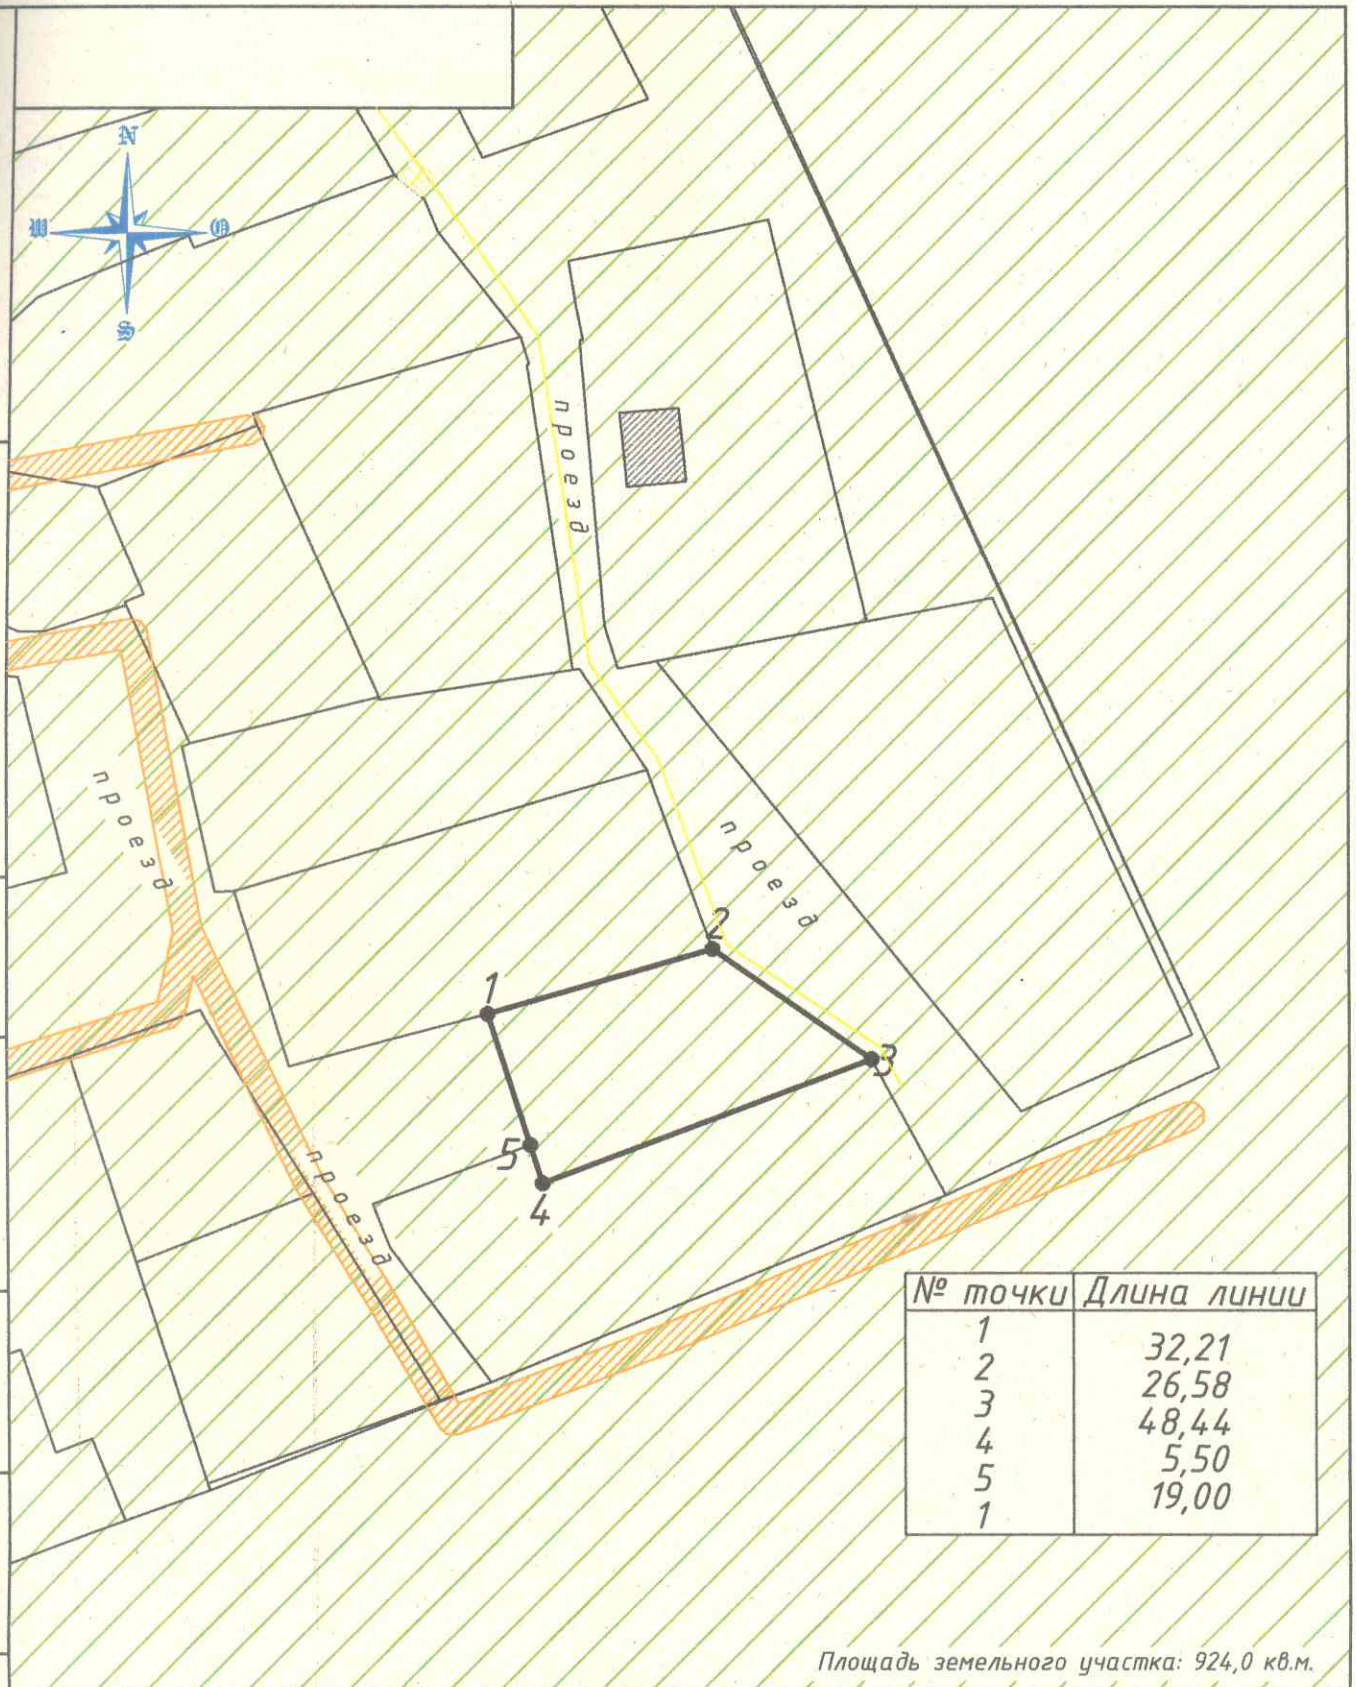 N
W
O
S
проезд
проезд
проезд
2
1
3
5
проезд
4
№ точки Длина линии
1
32,21
2
26,58
3
48,44
4
5,50
5
19,00
1
Площадь земельного участка: 924,0 кв.м.